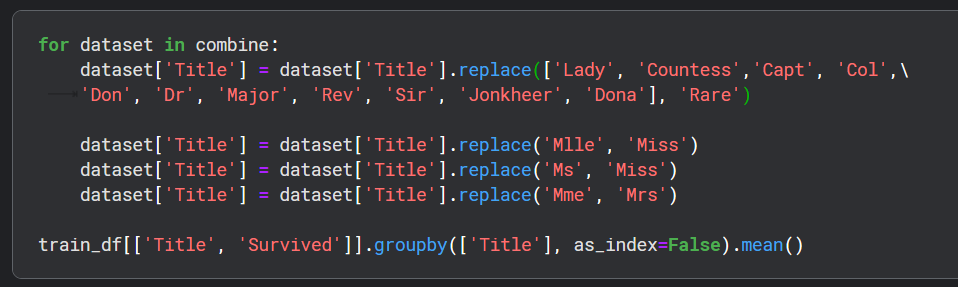 for dataset in combine:
    dataset['Title'] = dataset['Title'].replace(['Lady', 'Countess','Capt', 'Col',\
    'Don', 'Dr', 'Major', 'Rev', 'Sir', 'Jonkheer', 'Dona'], 'Rare')

    dataset['Title'] = dataset['Title'].replace('Mlle', 'Miss')
    dataset['Title'] = dataset['Title'].replace('Ms', 'Miss')
    dataset['Title'] = dataset['Title'].replace('Mme', 'Mrs')

train_df[['Title', 'Survived']].groupby(['Title'], as_index=False).mean()